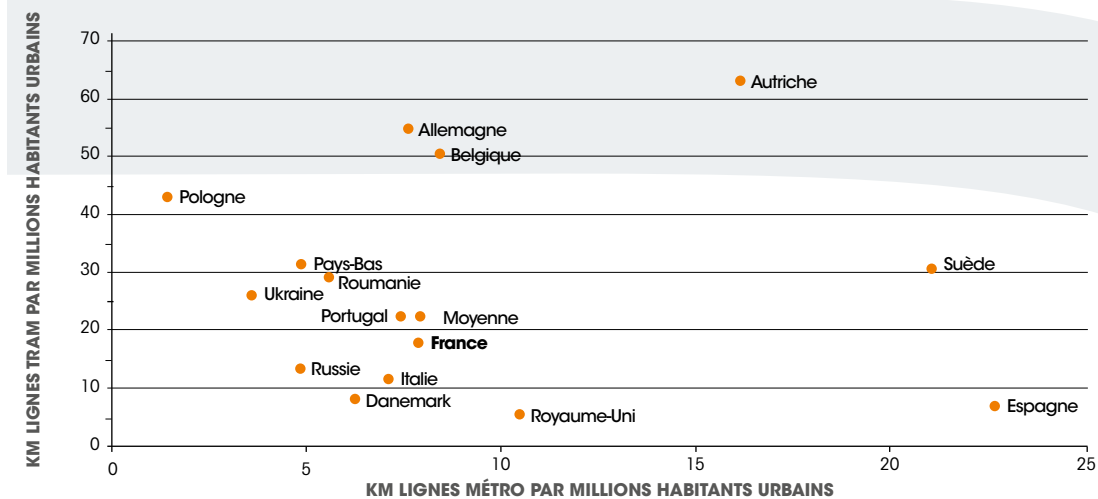 KM LIGNES TRAM PAR MILLIONS HABITANTS URBAINS
70
60
50
40
30
20
10
0
Autriche
Allemagne
Belgique
Pologne
Pays-Bas
Suède
Roumanie
Ukraine
Portugal
Moyenne
France
Russie
Italie
Danemark
Royaume-Uni
Espagne
0
5
10
15
20
25
KM LIGNES MÉTRO PAR MILLIONS HABITANTS URBAINS